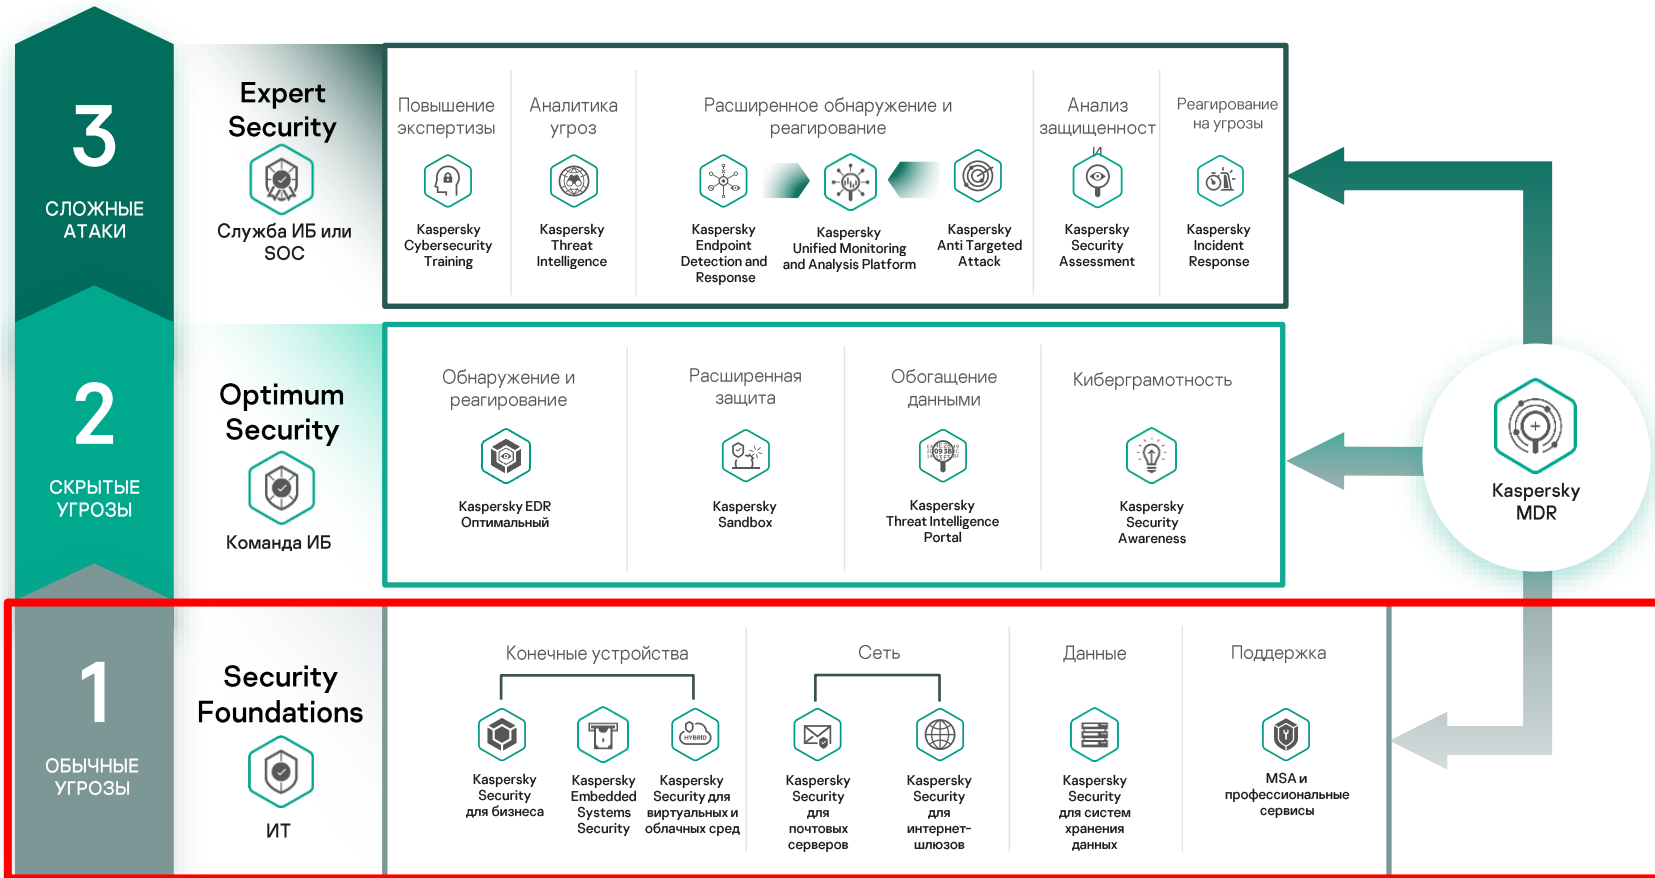 3
СЛОЖНЫЕ
АТАКИ
Expert
Security
Служба ИБ или
SOC
Повышение
экспертизы
Kaspersky
Cybersecurity
Training
Аналитика
угроз
Kaspersky
Threat
Intelligence
Расширенное обнаружение и
реагирование
Kaspersky
Endpoint
Detection and
Response
Kaspersky
Unified Monitoring
and Analysis Platform
Kaspersky
Anti Targeted
Attack
Анализ
защищенност
и
Kaspersky
Security
Assessment
Реагирование
на угрозы
Kaspersky
Incident
Response
2
СКРЫТЫЕ
УГРОЗЫ
Optimum
Security
Команда ИБ
Обнаружение и
реагирование
Kaspersky EDR
Оптимальный
Расширенная
защита
Kaspersky
Sandbox
Обогащение
данными
Kaspersky
Threat Intelligence
Portal
Киберграмотность
Kaspersky
Security
Awareness
Kaspersky
MDR
1
ОБЫЧНЫЕ
УГРОЗЫ
Security
Foundations
ИТ
Конечные устройства
Kaspersky
Security
для бизнеса
Kaspersky
Embedded
Systems
Security
HYBRID
Kaspersky
Security для
виртуальных и
облачных сред
Сеть
Kaspersky
Security
для
почтовых
серверов
Kaspersky
Security
для
интернет-
шлюзов
Данные
Kaspersky
Security
для систем
хранения
данных
Поддержка
MSA и
профессиональные
сервисы